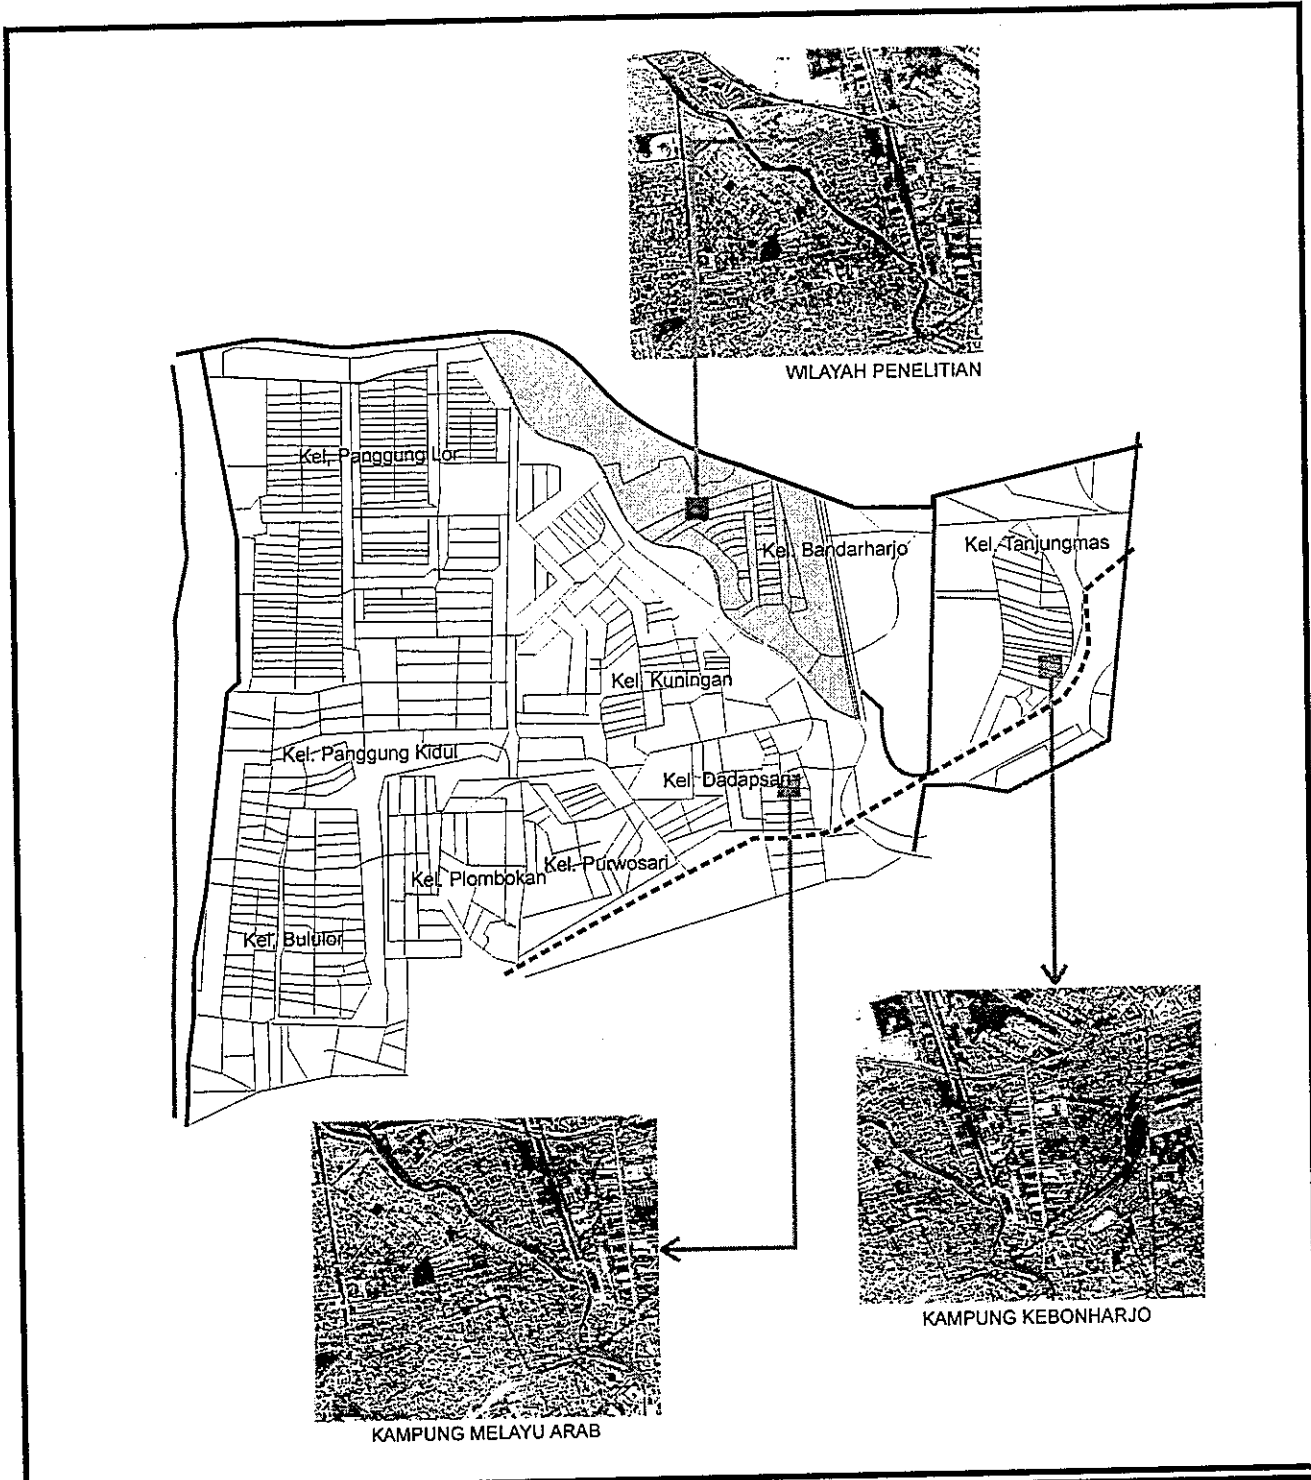 WILAYAH PENELITIAN
Kel. Panggung Lor
Kel. Bandarharjo
Kel. Tanjungmas
Kel. Kuningan
Kel. Panggung Kidul
Kel. Dadapsari
Kel. Purwosari
Kel. Plombokan
Kel. Bululor
KAMPUNG KEBONHARJO
KAMPUNG MELAYU ARAB